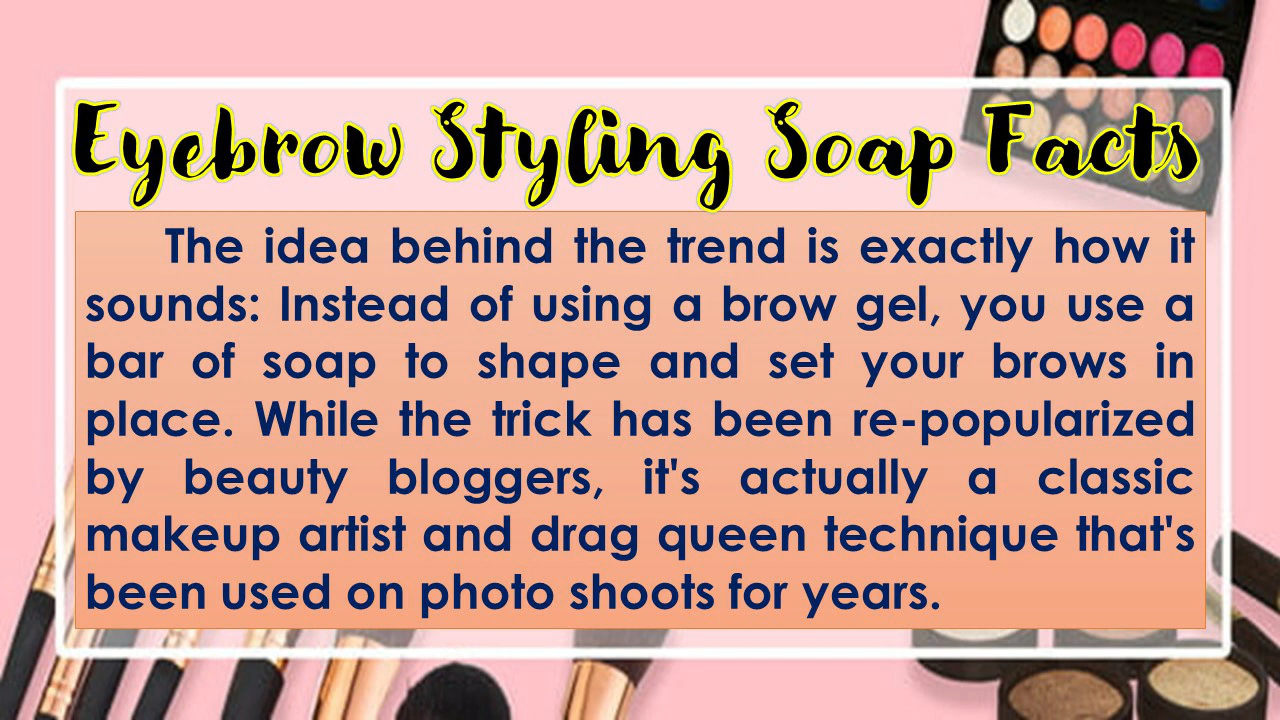 Eyebrow Styling Soap Facts
The idea behind the trend is exactly how it
sounds: Instead of using a brow gel, you use a
bar of soap to shape and set your brows in
place. While the trick has been re-popularized
by beauty bloggers, it's actually a classic
makeup artist and drag queen technique that's
been used on photo shoots for years.